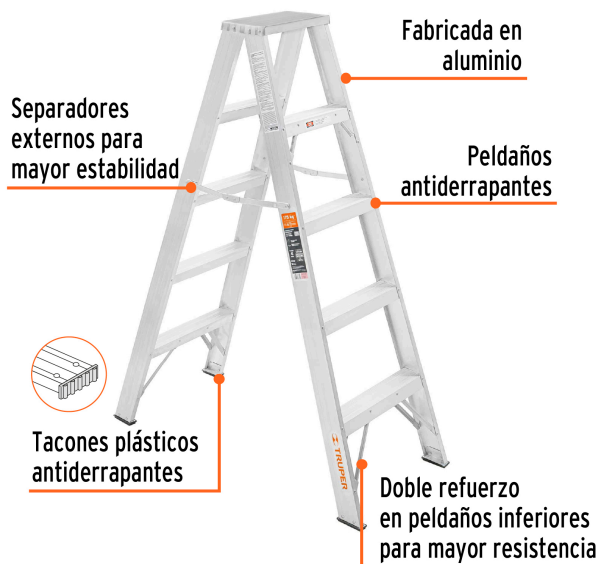 Fabricada en
aluminio
Separadores
externos para
mayor estabilidad
Peldaños
antiderrapantes
Tacones plásticos
antiderrapantes
TRUPER
Doble refuerzo
en peldaños inferiores
para mayor resistencia